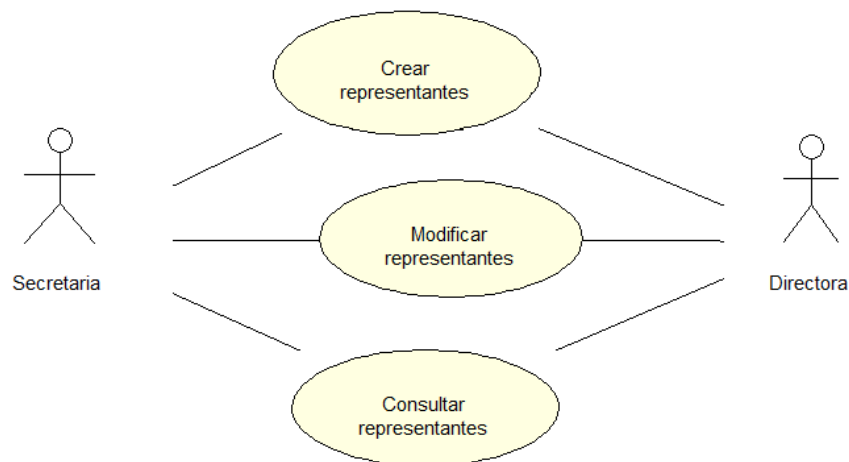 Crear
representantes
Modificar
representantes
Secretaria
Directora
Consultar
representantes